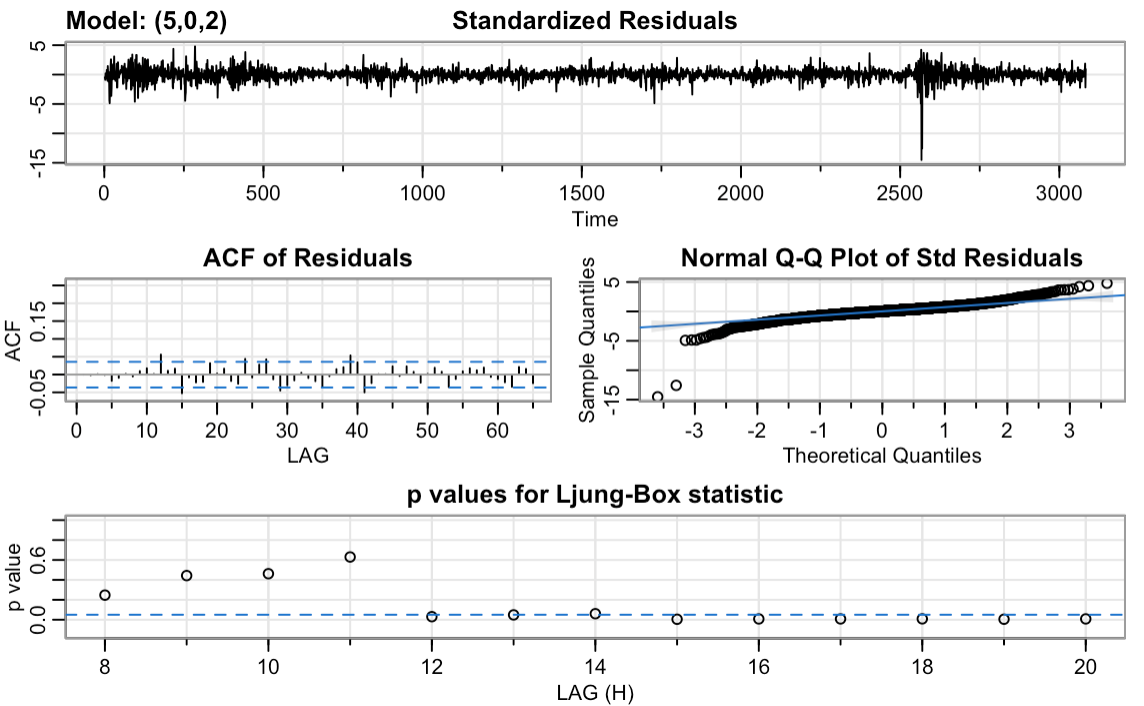 Model: (5,0,2)
Standardized Residuals
5
-5
-15
0 500 1000 1500 2000 2500 3000
Time
ACF of Residuals
ACF
0.15
-0.05
0 10 20 30 40 50 60
LAG
Normal Q-Q Plot of Std Residuals
Sample Quantiles
5
-5
-15
-3 -2 -1 0 1 2 3
Theoretical Quantiles
p values for Ljung-Box statistic
p value
0.6
0.0
8 10 12 14 16 18 20
LAG (H)